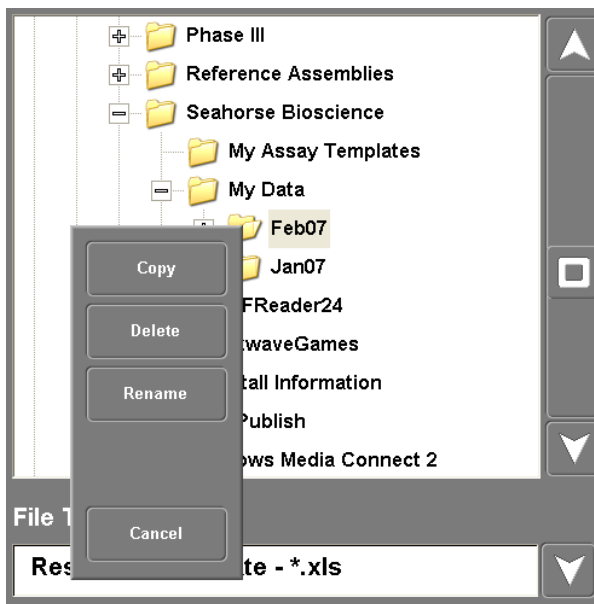 Phase III
Reference Assemblies
Seahorse Bioscience
My Assay Templates
My Data
Feb07
Jan07
FReader24
waveGames
tall Information
Publish
ows Media Connect 2
Copy
Delete
Rename
Cancel
File
Res te - *.xls